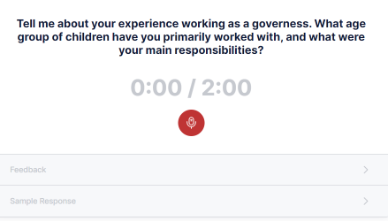 Tell me about your experience working as a governess. What age
group of children have you primarily worked with, and what were
your main responsibilities?
0:00 / 2:00
Feedback
Sample Response